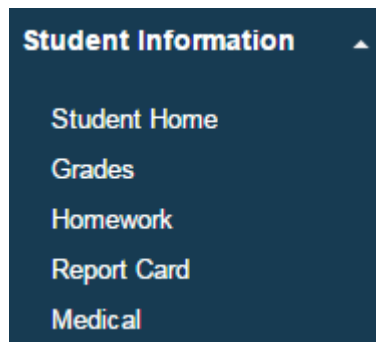 Student Information
Student Home
Grades
Homework
Report Card
Medical